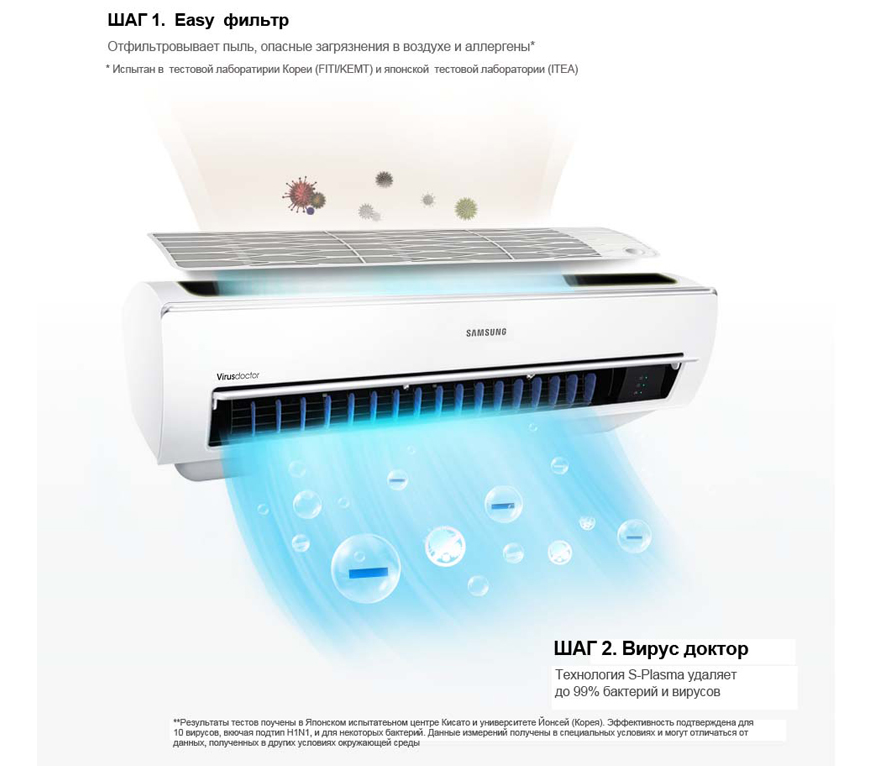 ШАГ 1. Easy фильтр
Отфильтровывает пыль, опасные загрязнения в воздухе и аллергены*
* Испытан в тестовой лаборатирии Кореи (FITI/KEMT) и японской тестовой лаборатории (ITEA)
SAMSUNG
Virusdoctor
ШАГ 2. Вирус доктор
Технология S-Plasma удаляет
до 99% бактерий и вирусов
**Результаты тестов поучены в Японском испытательном центре Кисато и университете Йонсей (Корея). Эффективность подтверждена для
10 вирусов, вкючая подтип H1N1, и для некоторых бактерий. Данные измерений получены в специальных условиях и могут отличаться от
данных, полученных в других условиях окружающей среды